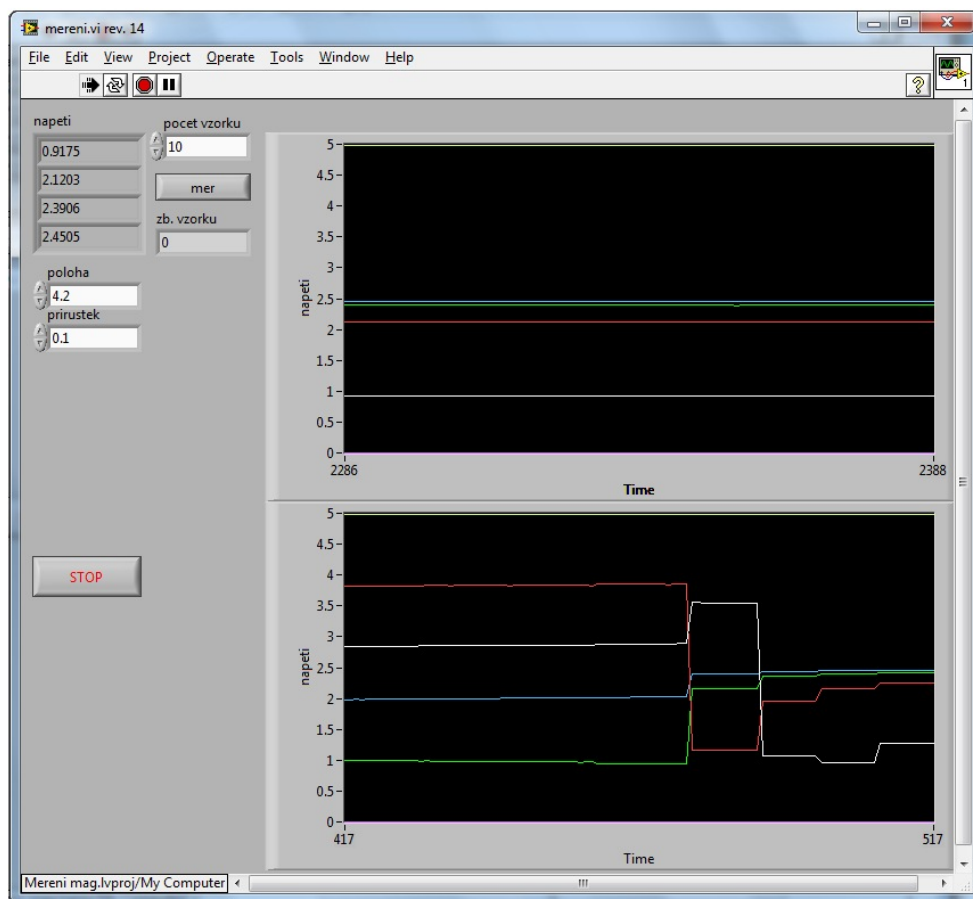 mereni.vi rev. 14
File Edit View Project Operate Tools Window Help
1
napeti
0.9175
2.1203
2.3906
2.4505
pocet vzorku
10
mer
zb. vzorku
0
poloha
4.2
prirustek
0.1
STOP
napeti
5
4.5
4
3.5
3
2.5
2
1.5
1
0.5
0
2286
2388
Time
napeti
5
4.5
4
3.5
3
2.5
2
1.5
1
0.5
0
417
517
Time
Mereni mag.lvproj/My Computer